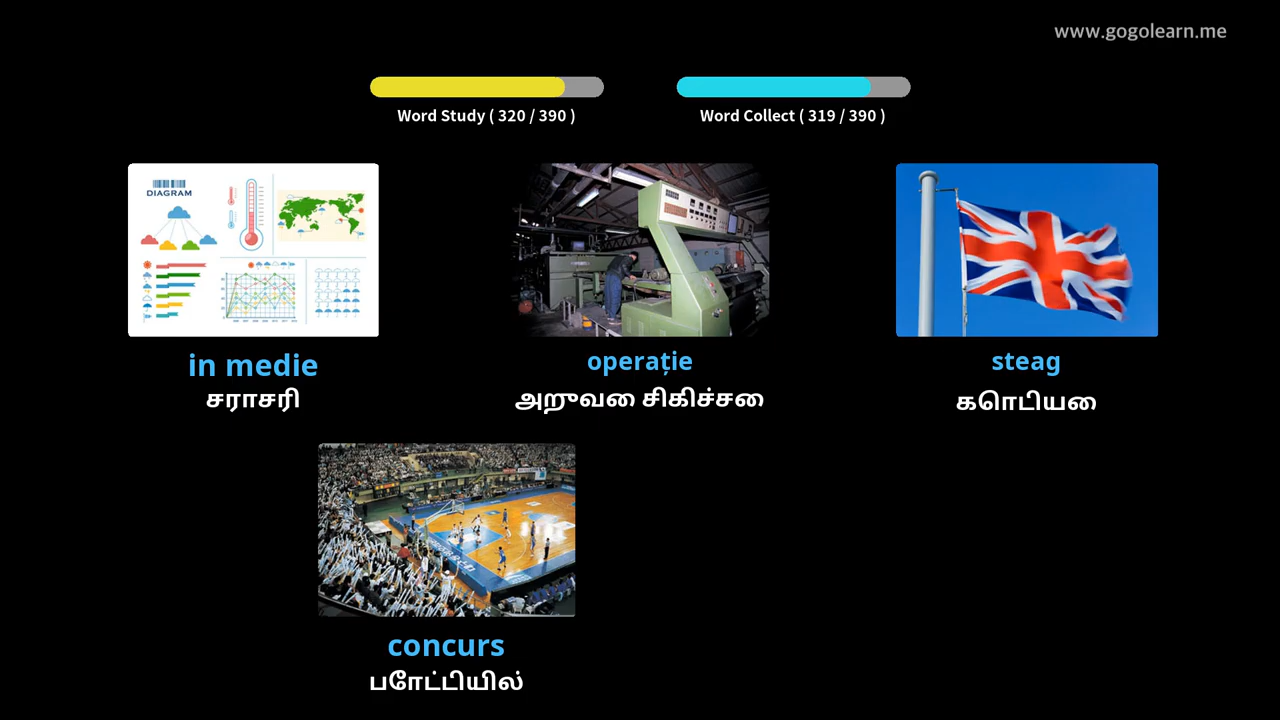 www.gogolearn.me
Word Study ( 320 / 390 )
Word Collect ( 319 / 390 )
DIAGRAM
in medie
சராசரி
operație
அறுவை சிகிச்சை
steag
கொடியை
concurs
போட்டியில்